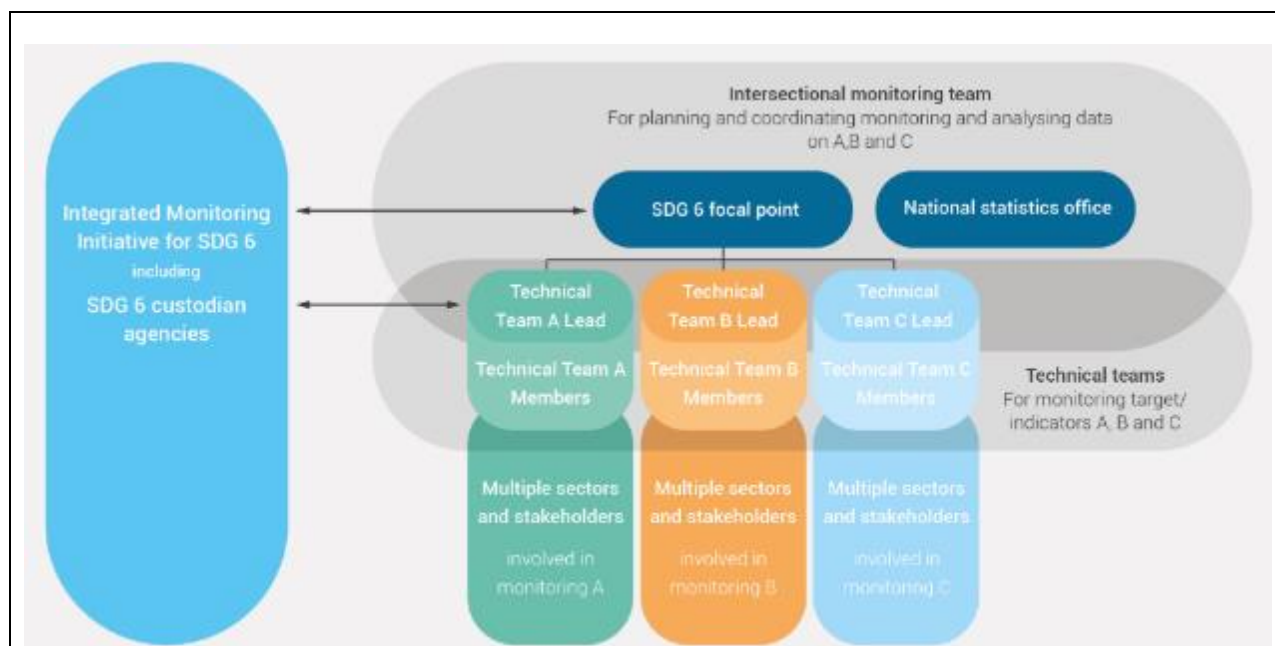 Intersectional monitoring team
For planning and coordinating monitoring and analysing data
on A,B and C
Integrated Monitoring
Initiative for SDG 6
including
SDG 6 custodian
agencies
SDG 6 focal point
National statistics office
Technical
Team A Lead
Technical
Team B Lead
Technical
Team C Lead
Technical Team A
Members
Technical Team B
Members
Technical Team C
Members
Technical teams
For monitoring target/
indicators A, B and C
Multiple sectors
and stakeholders
involved in
monitoring A
Multiple sectors
and stakeholders
involved in
monitoring B
Multiple sectors
and stakeholders
involved in
monitoring C